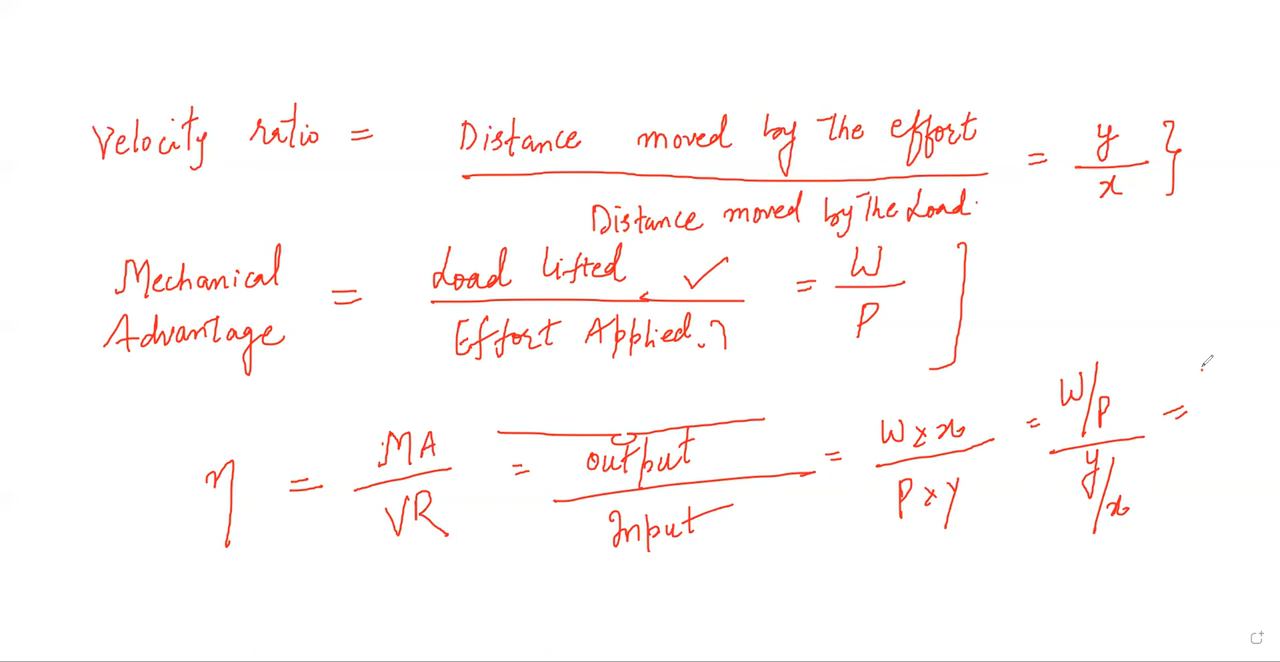 Velocity ratio = Distance moved by The effort / Distance moved by The Load. = y/x }
Mechanical Advantage = Load Lifted ✓ / Effort Applied. = W/P ]
η = MA/VR = output/Input = W×x/P×y = W/P / y/x =